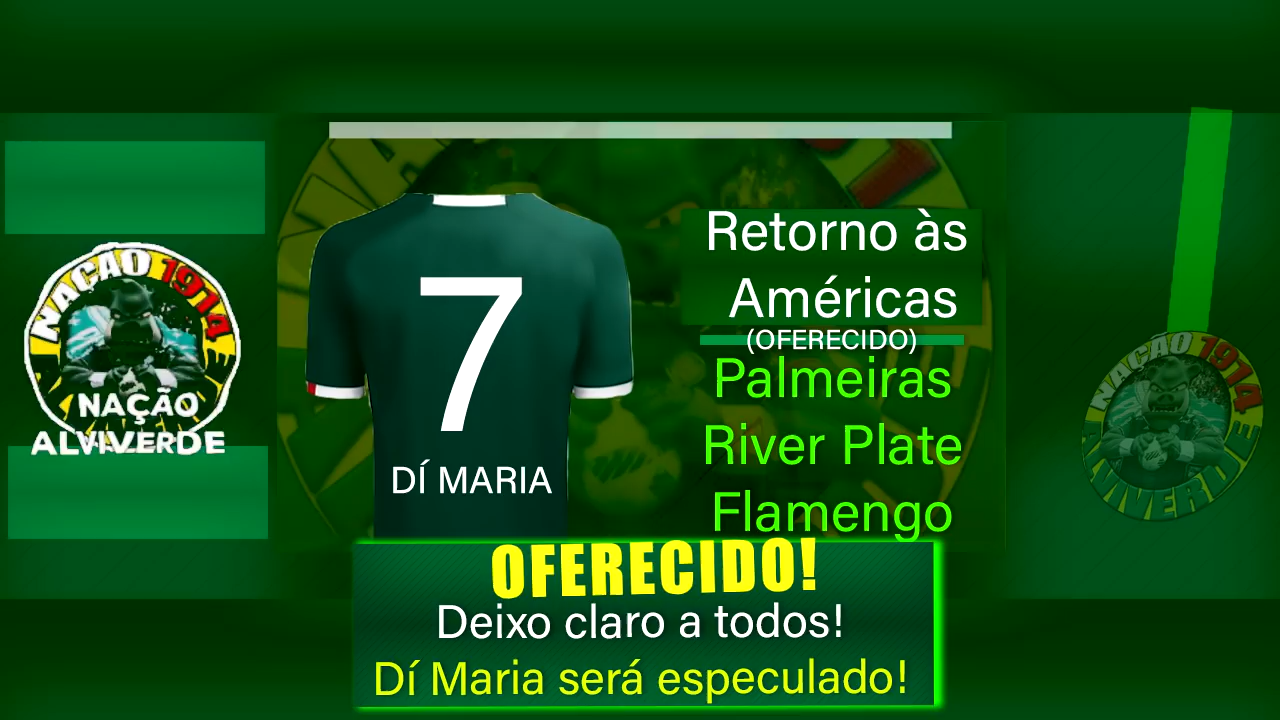 NAÇÃO 1914
NAÇÃO
ALVIVERDE
7
DÍ MARIA
Retorno às
Américas
(OFERECIDO)
Palmeiras
River Plate
Flamengo
OFERECIDO!
Deixo claro a todos!
Dí Maria será especulado!
NAÇÃO 1914
ALVIVERDE